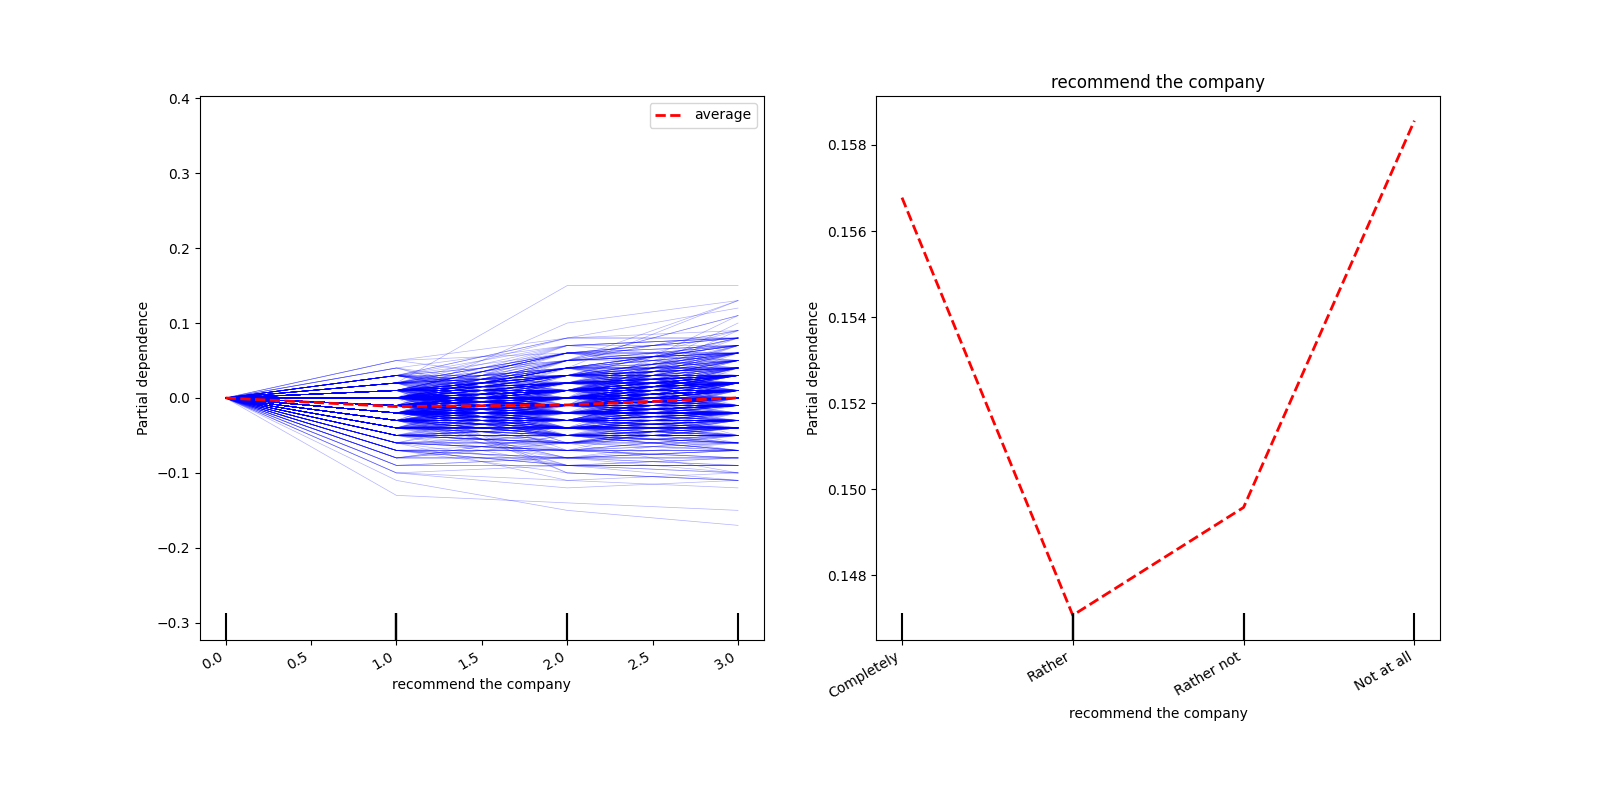 0.4
0.3
0.2
0.1
0.0
−0.1
−0.2
−0.3
Partial dependence
average
0.0
0.5
1.0
1.5
2.0
2.5
3.0
recommend the company
recommend the company
0.158
0.156
0.154
0.152
0.150
0.148
Partial dependence
Completely
Rather
Rather not
Not at all
recommend the company